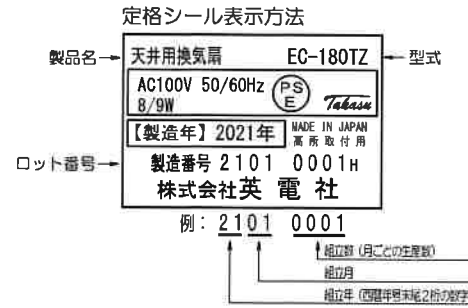 定格シール表示方法
製品名
天井用換気扇 EC-180TZ
型式
AC100V 50/60Hz
8/9W
PS
E
Takasu
【製造年】2021年
MADE IN JAPAN
高所取付用
ロット番号
製造番号 2101 0001H
株式会社英電社
例: 2101 0001
組立数 (月ごとの生産数)
組立月
組立年 (西暦年号末尾2桁の数字